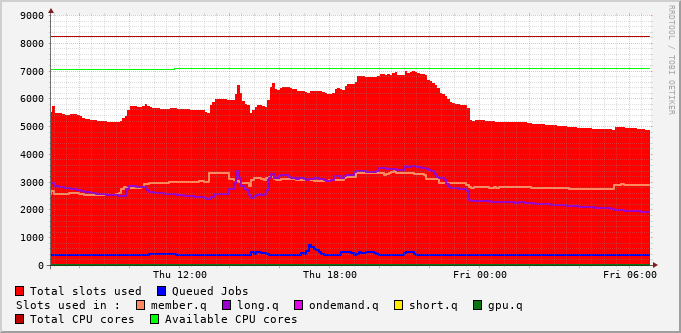 RRDTOOL / TOBI OETIKER
9000
8000
7000
6000
5000
4000
3000
2000
1000
0
Thu 12:00 Thu 18:00 Fri 00:00 Fri 06:00
Total slots used Queued Jobs
Slots used in : member.q long.q ondemand.q short.q gpu.q
Total CPU cores Available CPU cores